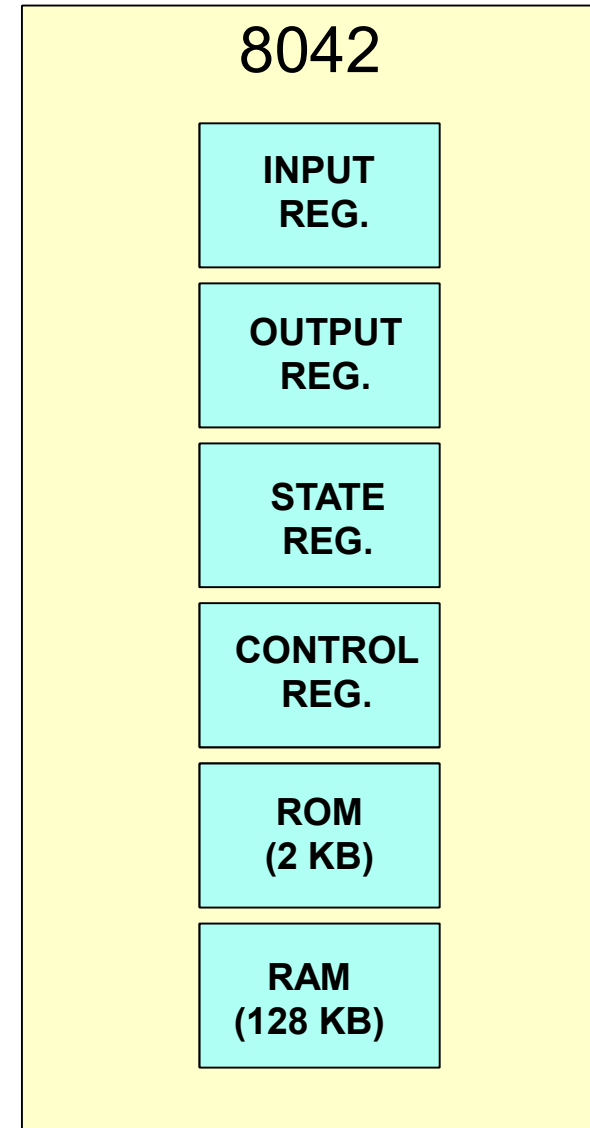 8042
INPUT
REG.
OUTPUT
REG.
STATE
REG.
CONTROL
REG.
ROM
(2 KB)
RAM
(128 KB)